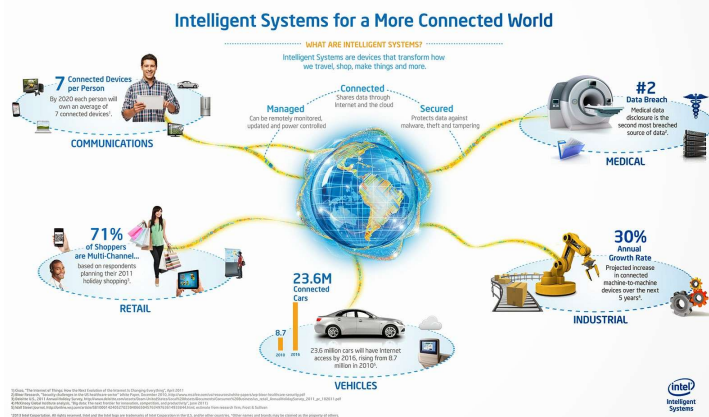 Intelligent Systems for a More Connected World
WHAT ARE INTELLIGENT SYSTEMS?
Intelligent Systems are devices that transform how
we travel, shop, make things and more.
Connected
Shares data through
Internet and the cloud
Managed
Can be remotely monitored,
updated and power controlled
Secured
Protects data against
malware, theft and tampering
7 Connected Devices
per Person
By 2020 each person will
own an average of
7 connected devices¹.
COMMUNICATIONS
#2
Data Breach
Medical data
disclosure is the
second most breached
source of data².
MEDICAL
71%
of Shoppers
are Multi-Channel...
based on respondents
planning their 2011
holiday shopping³.
RETAIL
30%
Annual
Growth Rate
Projected increase
in connected
machine-to-machine
devices over the next
5 years⁴.
INDUSTRIAL
23.6M
Connected
Cars
8.7
2010
2016
23.6 million cars will have Internet
access by 2016, rising from 8.7
million in 2010⁵.
VEHICLES
intel
Intelligent
Systems